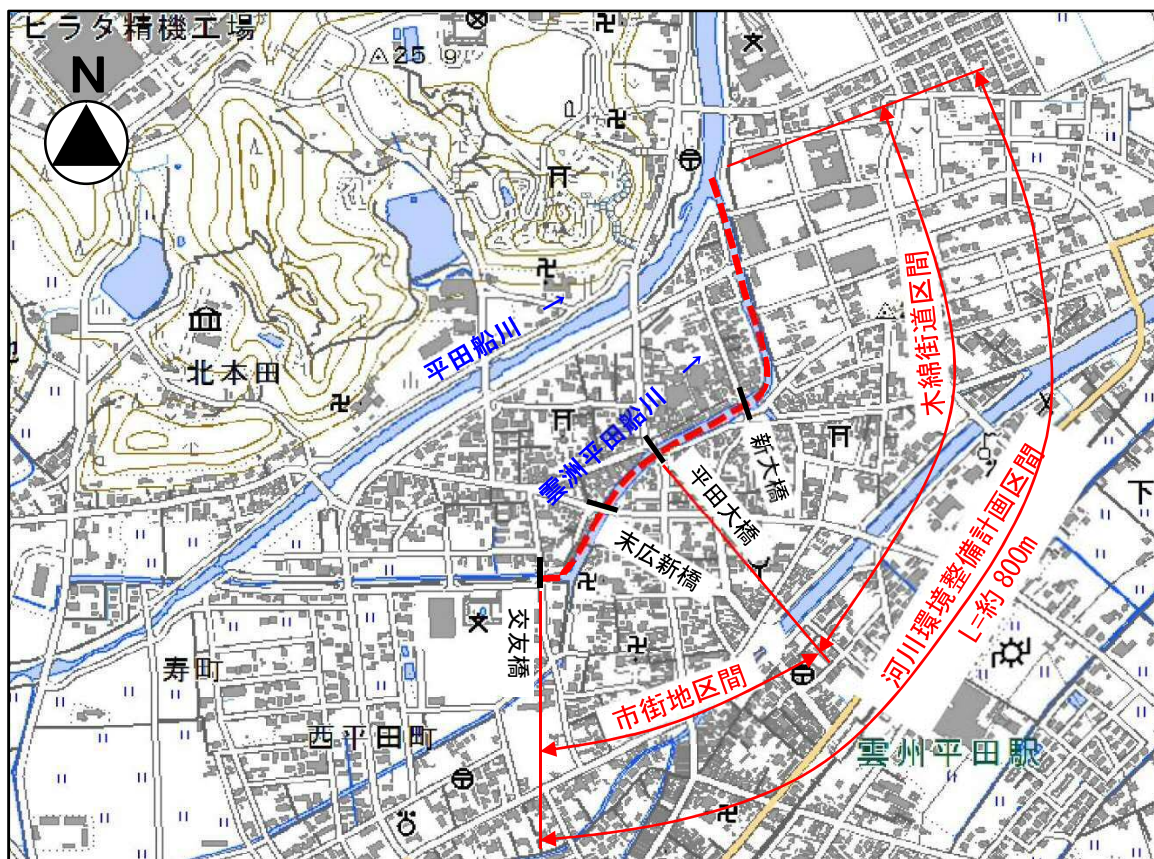 ヒラタ精機工場
N
25.9
平田船川
雲洲平田船川
北本田
木綿街道区間
新大橋
平田大橋
末広新橋
交友橋
河川環境整備計画区間
L=約 800m
下
寿町
西平田町
市街地区間
雲州平田駅